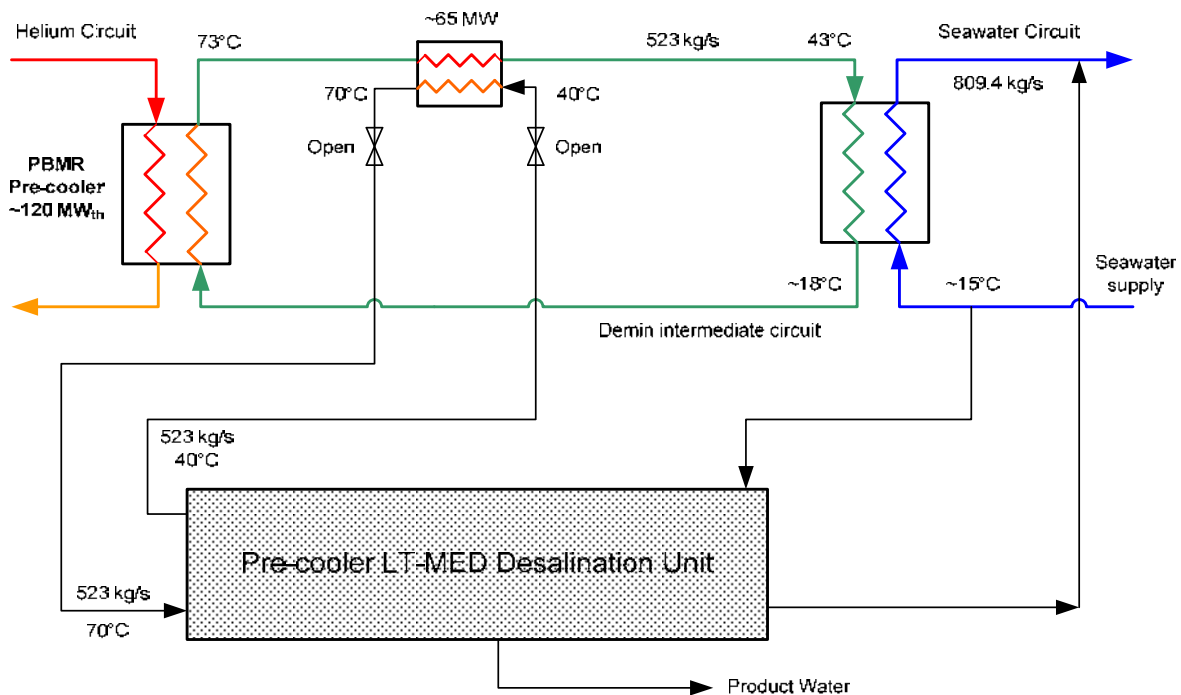 ~65 MW
Helium Circuit
73°C
523 kg/s
43°C
Seawater Circuit
70°C
40°C
809.4 kg/s
Open
Open
PBMR
Pre-cooler
~120 MWth
~18°C
~15°C
Seawater
supply
Demin intermediate circuit
523 kg/s
40°C
Pre-cooler LT-MED Desalination Unit
523 kg/s
70°C
Product Water